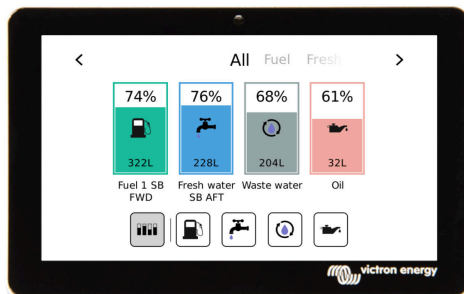 < All Fuel Fresh >
74% 76% 68% 61%
322L 228L 204L 32L
Fuel 1 SB Fresh water Waste water Oil
FWD SB AFT
victron energy